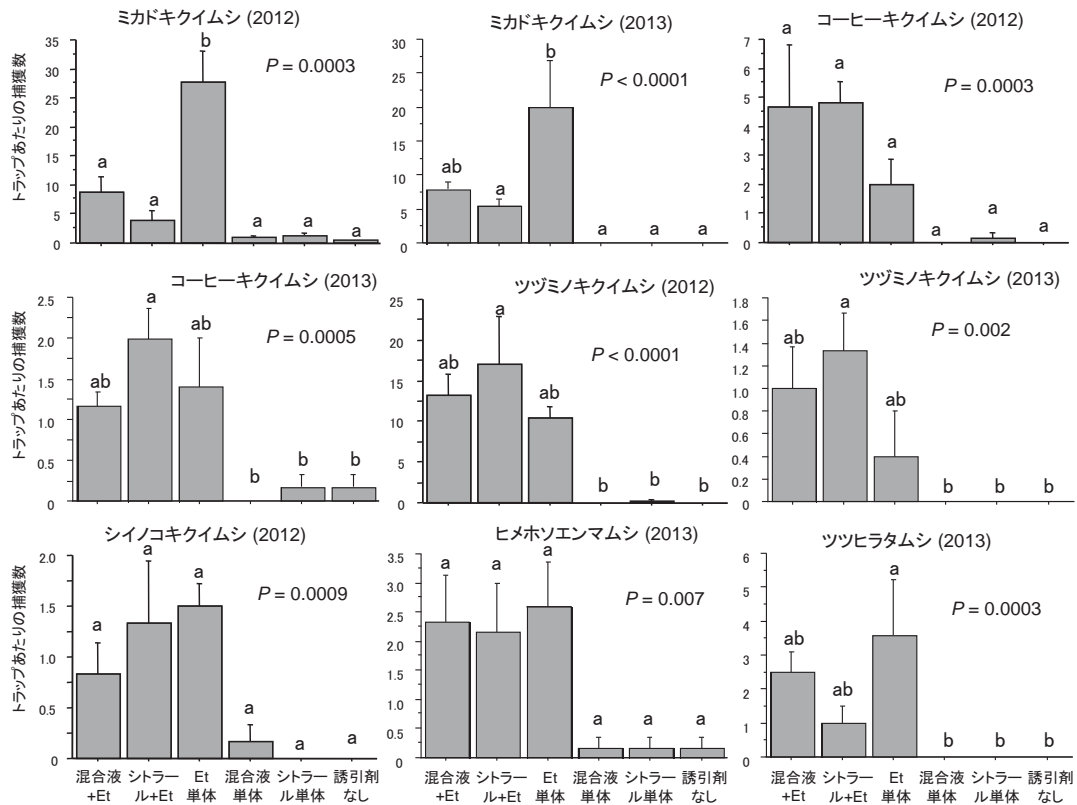 ミカドキクイムシ (2012)
トラップあたりの捕獲数
35
30
25
20
15
10
5
0
a
a
b
a
a
a
P = 0.0003
ミカドキクイムシ (2013)
30
25
20
15
10
5
0
ab
a
b
a
a
a
P < 0.0001
コーヒーキクイムシ (2012)
7
6
5
4
3
2
1
0
a
a
a
a
a
a
P = 0.0003
コーヒーキクイムシ (2013)
トラップあたりの捕獲数
2.5
2.0
1.5
1.0
0.5
0
ab
a
ab
b
b
b
P = 0.0005
ツヅミノキクイムシ (2012)
25
20
15
10
5
0
ab
a
ab
b
b
b
P < 0.0001
ツヅミノキクイムシ (2013)
1.8
1.6
1.4
1.2
1.0
0.8
0.6
0.4
0.2
0
ab
a
ab
b
b
b
P = 0.002
シイノコキクイムシ (2012)
トラップあたりの捕獲数
2.0
1.5
1.0
0.5
0
a
a
a
a
a
a
P = 0.0009
混合液
+Et
シトラー
ル+Et
Et
単体
混合液
単体
シトラー
ル単体
誘引剤
なし
ヒメホソエンマムシ (2013)
3.5
3.0
2.5
2.0
1.5
1.0
0.5
0
a
a
a
a
a
a
P = 0.007
混合液
+Et
シトラー
ル+Et
Et
単体
混合液
単体
シトラー
ル単体
誘引剤
なし
ツツヒラタムシ (2013)
6
5
4
3
2
1
0
ab
ab
a
b
b
b
P = 0.0003
混合液
+Et
シトラー
ル+Et
Et
単体
混合液
単体
シトラー
ル単体
誘引剤
なし